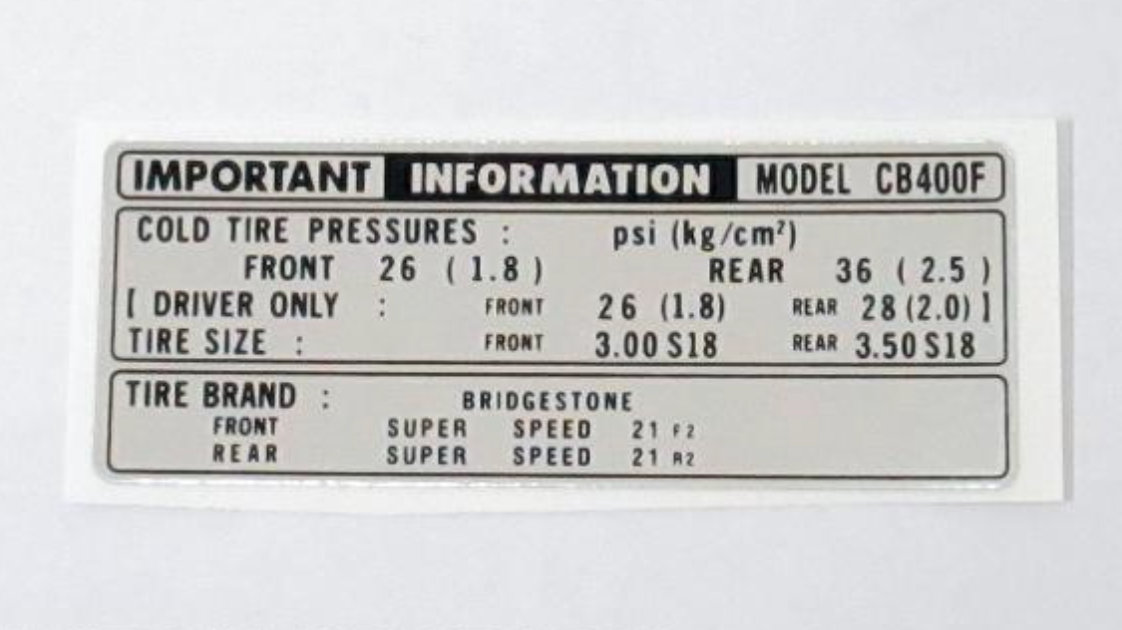 IMPORTANT INFORMATION MODEL CB400F
COLD TIRE PRESSURES : psi (kg/cm²)
FRONT 26 (1.8) REAR 36 (2.5)
[ DRIVER ONLY : FRONT 26 (1.8) REAR 28 (2.0) ]
TIRE SIZE : FRONT 3.00 S18 REAR 3.50 S18
TIRE BRAND : BRIDGESTONE
FRONT SUPER SPEED 21 F2
REAR SUPER SPEED 21 R2